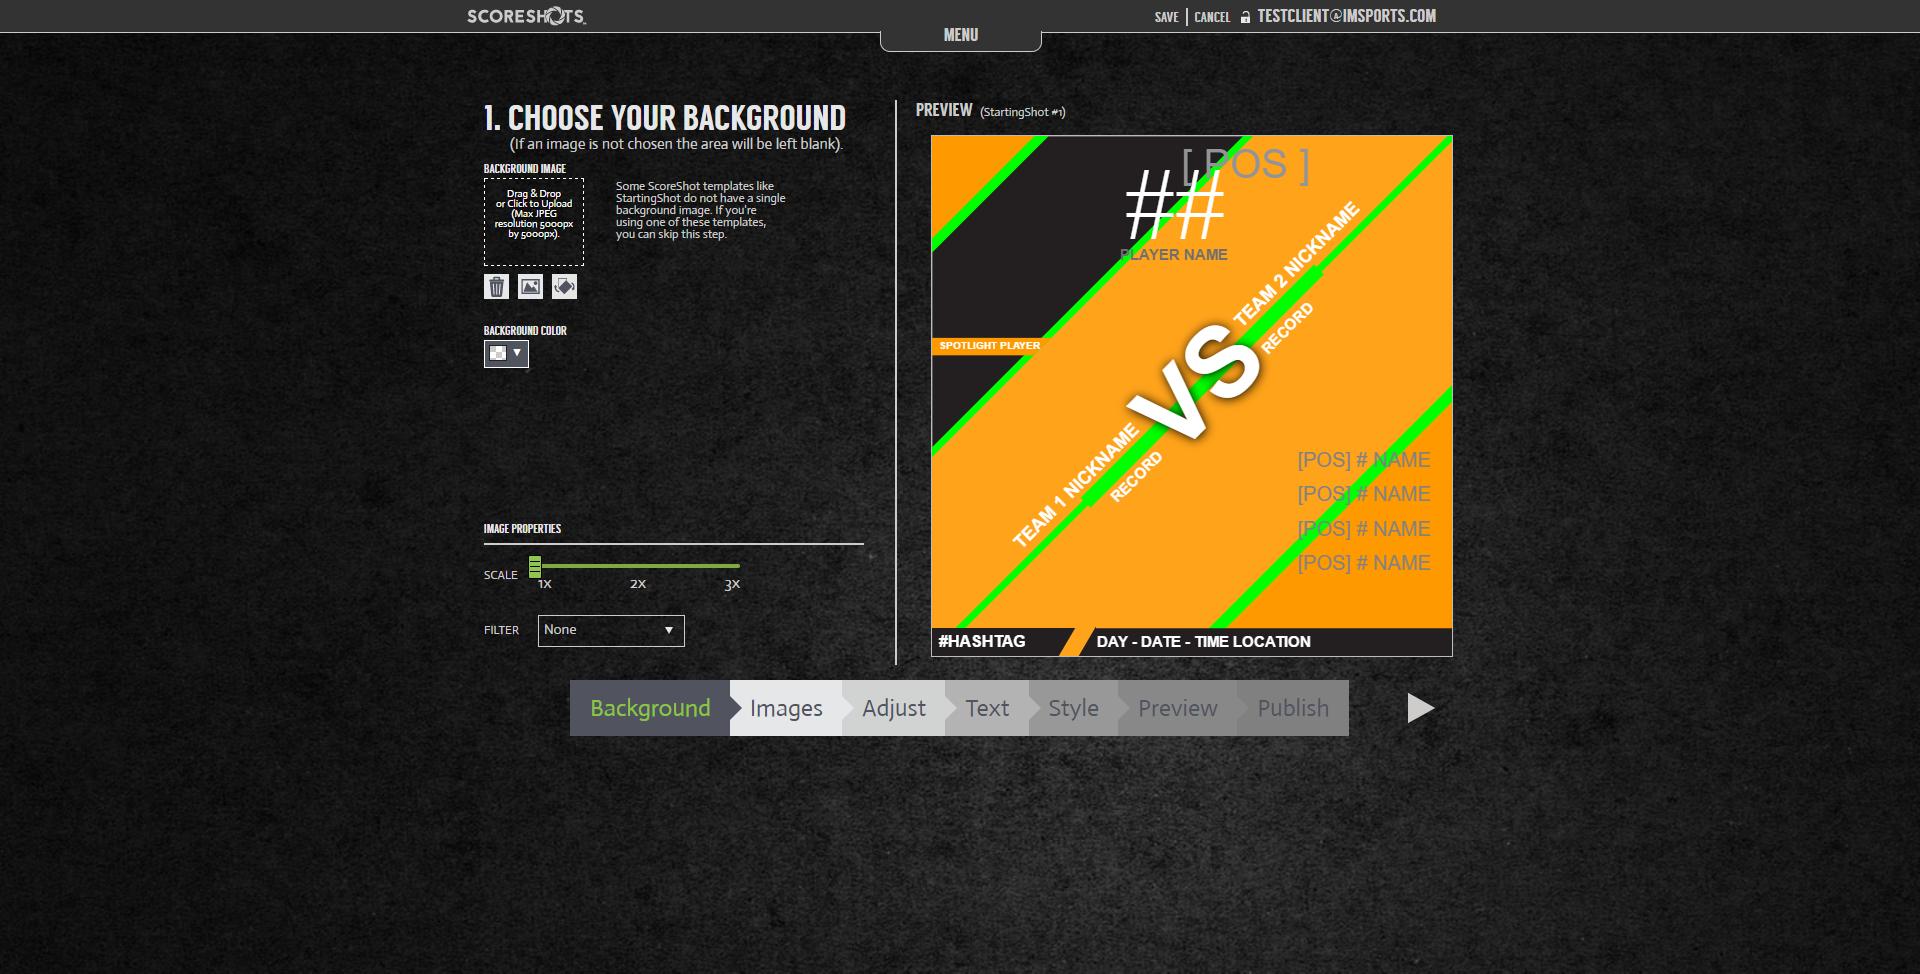 SCORESHOTS
SAVE | CANCEL TESTCLIENT@IMSPORTS.COM
MENU
1. CHOOSE YOUR BACKGROUND
(If an image is not chosen the area will be left blank).
BACKGROUND IMAGE
Drag & Drop
or Click to Upload
(Max JPEG
resolution 5000px
by 5000px).
Some ScoreShot templates like
StartingShot do not have a single
background image. If you're
using one of these templates,
you can skip this step.
BACKGROUND COLOR
IMAGE PROPERTIES
SCALE
1x 2x 3x
FILTER None
PREVIEW (StartingShot #1)
[ POS ]
##
PLAYER NAME
TEAM 2 NICKNAME
RECORD
SPOTLIGHT PLAYER
VS
TEAM 1 NICKNAME
RECORD
[POS] # NAME
[POS] # NAME
[POS] # NAME
[POS] # NAME
#HASHTAG DAY - DATE - TIME LOCATION
Background Images Adjust Text Style Preview Publish